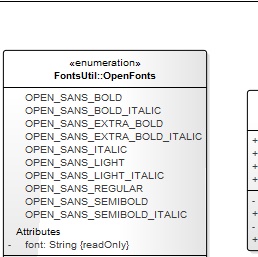 «enumeration»
FontsUtil::OpenFonts
OPEN_SANS_BOLD
OPEN_SANS_BOLD_ITALIC
OPEN_SANS_EXTRA_BOLD
OPEN_SANS_EXTRA_BOLD_ITALIC
OPEN_SANS_ITALIC
OPEN_SANS_LIGHT
OPEN_SANS_LIGHT_ITALIC
OPEN_SANS_REGULAR
OPEN_SANS_SEMIBOLD
OPEN_SANS_SEMIBOLD_ITALIC
Attributes
- font: String {readOnly}
+
+
+
+
-
+
-
+